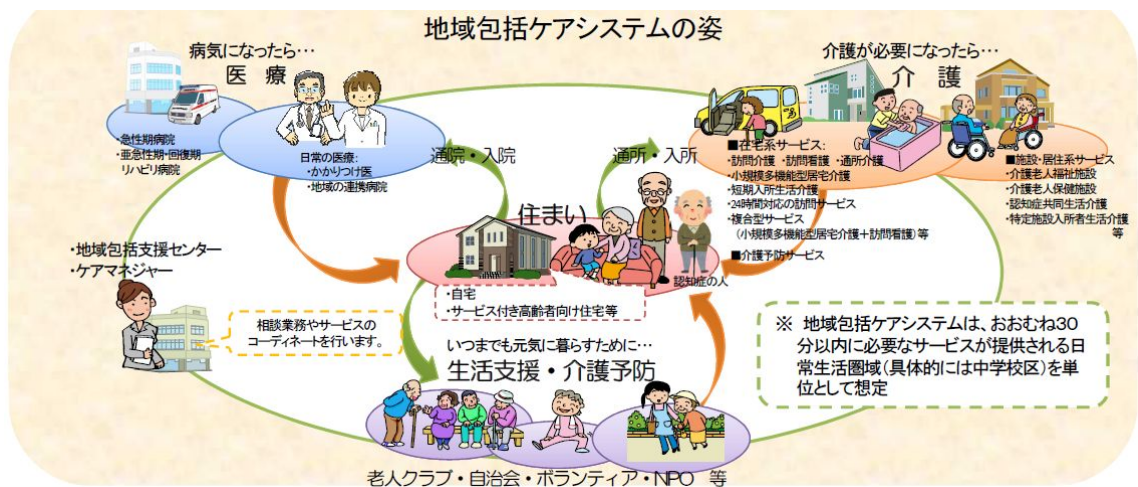 地域包括ケアシステムの姿
病気になったら…
医 療
・急性期病院
・亜急性期・回復期
リハビリ病院
日常の医療:
・かかりつけ医
・地域の連携病院
通院・入院
通所・入所
介護が必要になったら…
介 護
■在宅系サービス:
・訪問介護・訪問看護・通所介護
・小規模多機能型居宅介護
・短期入所生活介護
・24時間対応の訪問サービス
・複合型サービス
(小規模多機能型居宅介護+訪問看護)等
■介護予防サービス
■施設・居住系サービス
・介護老人福祉施設
・介護老人保健施設
・認知症共同生活介護
・特定施設入所者生活介護
等
住まい
認知症の人
・自宅
・サービス付き高齢者向け住宅等
・地域包括支援センター
・ケアマネジャー
相談業務やサービスの
コーディネートを行います。
いつまでも元気に暮らすために…
生活支援・介護予防
老人クラブ・自治会・ボランティア・NPO 等
※ 地域包括ケアシステムは、おおむね30
分以内に必要なサービスが提供される日
常生活圏域(具体的には中学校区)を単
位として想定